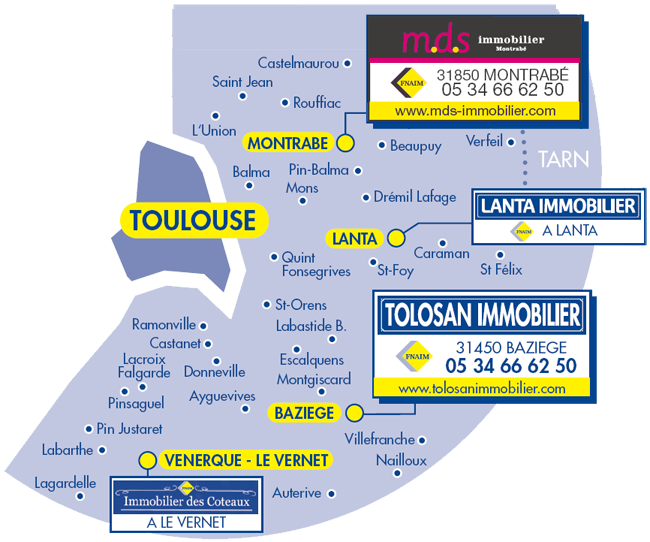 m.d.s immobilier
Montrabé
FNAIM
31850 MONTRABÉ
05 34 66 62 50
www.mds-immobilier.com
Castelmaurou
Saint Jean
Rouffiac
L'Union
MONTRABE
Beaupuy
Verfeil
TARN
Balma
Pin-Balma
Mons
Drémil Lafage
TOULOUSE
LANTA IMMOBILIER
FNAIM
A LANTA
LANTA
Caraman
Quint
Fonsegrives
St-Foy
St Félix
St-Orens
Labastide B.
TOLOSAN IMMOBILIER
FNAIM
31450 BAZIEGE
05 34 66 62 50
www.tolosanimmobilier.com
Ramonville
Castanet
Lacroix
Falgarde
Donneville
Escalquens
Montgiscard
Pinsaguel
Ayguevives
BAZIEGE
Pin Justaret
Villefranche
Labarthe
VENERQUE - LE VERNET
Nailloux
Lagardelle
FNAIM
Immobilier des Coteaux
A LE VERNET
Auterive